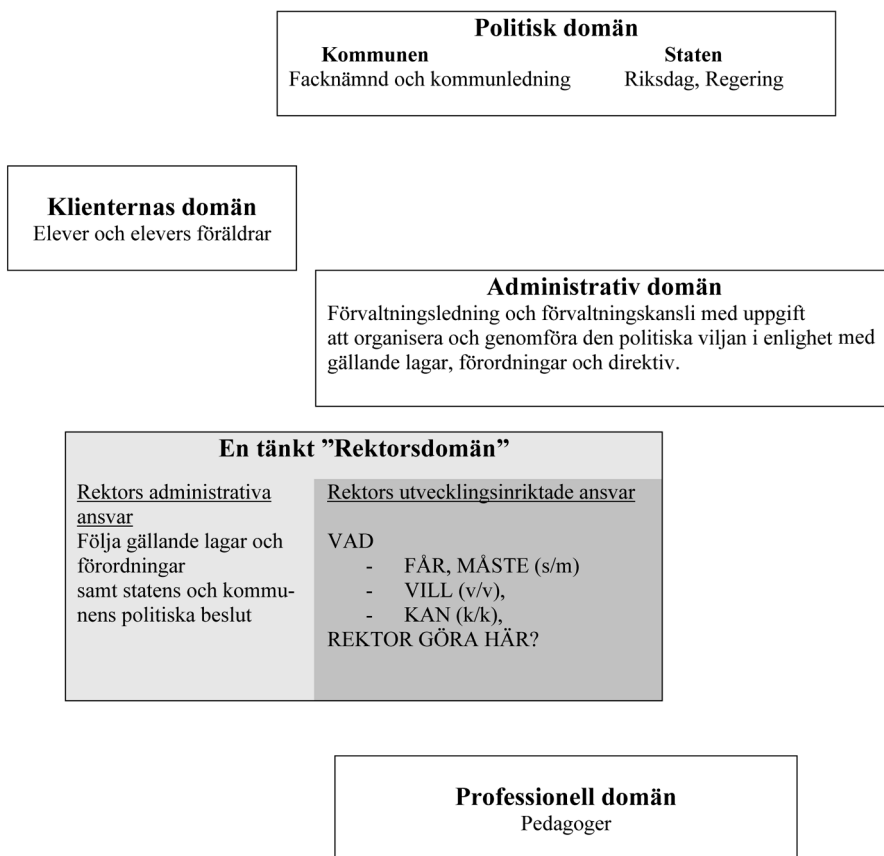 Politisk domän
Kommunen Staten
Facknämnd och kommunledning Riksdag, Regering
Klienternas domän
Elever och elevers föräldrar
Administrativ domän
Förvaltningsledning och förvaltningskansli med uppgift
att organisera och genomföra den politiska viljan i enlighet med
gällande lagar, förordningar och direktiv.
En tänkt ”Rektorsdomän”
Rektors administrativa
ansvar
Följa gällande lagar och
förordningar
samt statens och kommu-
nens politiska beslut
Rektors utvecklingsinriktade ansvar
VAD
- FÅR, MÅSTE (s/m)
- VILL (v/v),
- KAN (k/k),
REKTOR GÖRA HÄR?
Professionell domän
Pedagoger